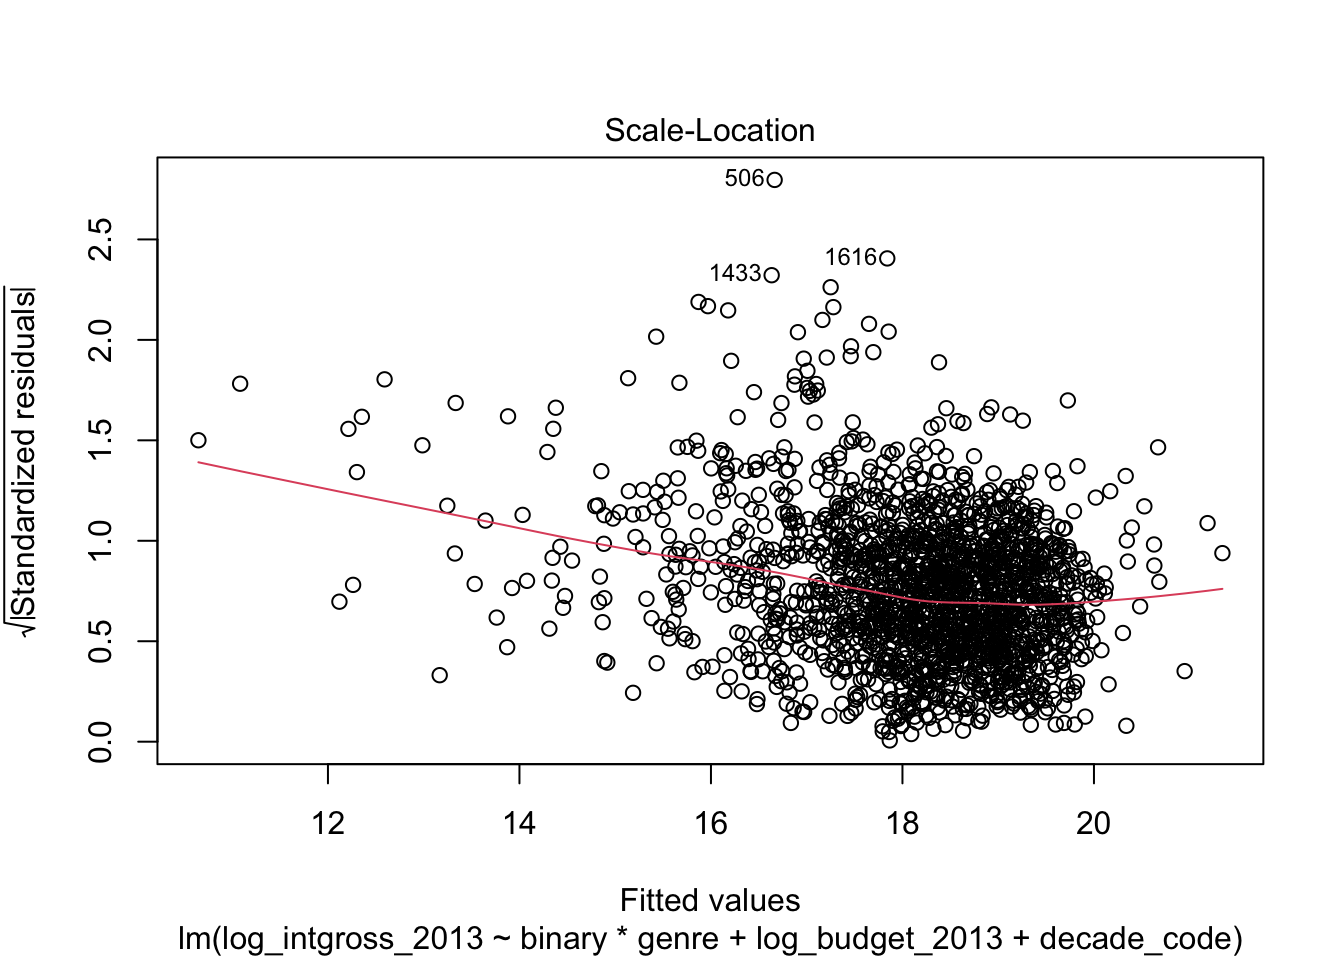 Scale-Location
506
1616
1433
√|Standardized residuals|
2.5
2.0
1.5
1.0
0.5
0.0
12 14 16 18 20
Fitted values
lm(log_intgross_2013 ~ binary * genre + log_budget_2013 + decade_code)